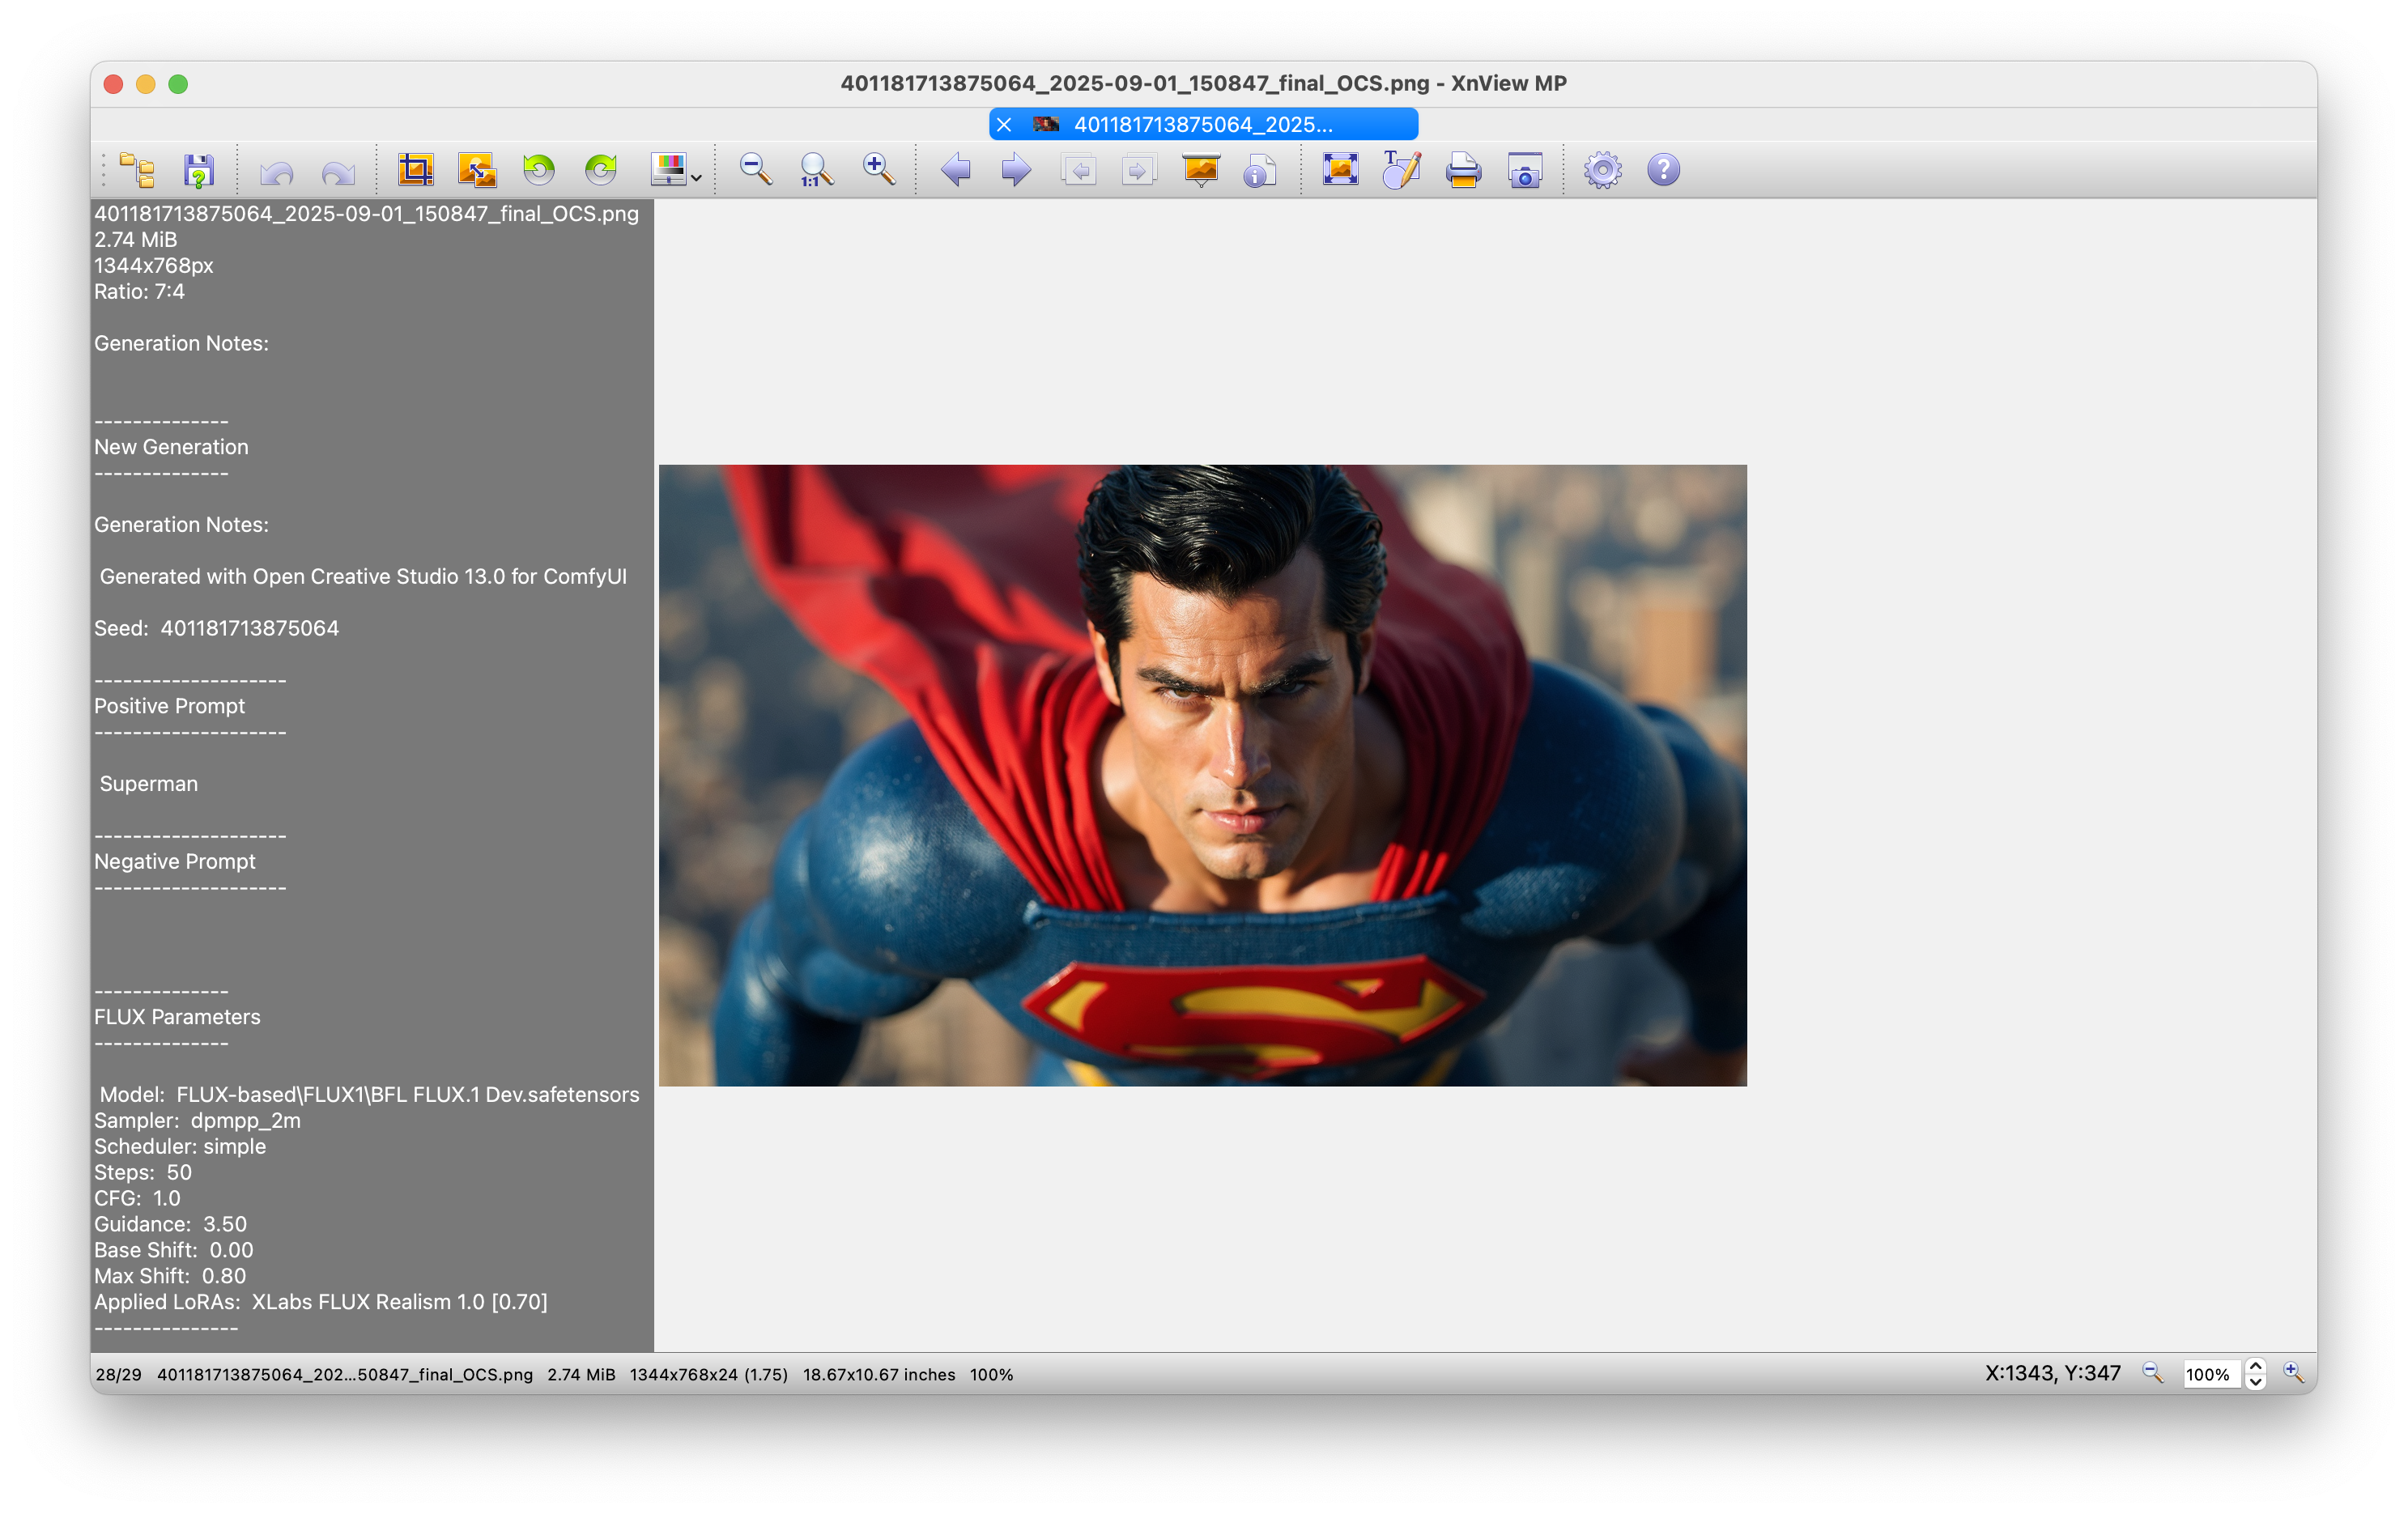 401181713875064_2025-09-01_150847_final_OCS.png - XnView MP
401181713875064_2025...
1:1
T
401181713875064_2025-09-01_150847_final_OCS.png
2.74 MiB
1344x768px
Ratio: 7:4
Generation Notes:
--------------
New Generation
--------------
Generation Notes:
Generated with Open Creative Studio 13.0 for ComfyUI
Seed:  401181713875064
--------------------
Positive Prompt
--------------------
Superman
--------------------
Negative Prompt
--------------------
--------------
FLUX Parameters
--------------
Model:  FLUX-based\FLUX1\BFL FLUX.1 Dev.safetensors
Sampler:  dpmpp_2m
Scheduler: simple
Steps:  50
CFG:  1.0
Guidance:  3.50
Base Shift:  0.00
Max Shift:  0.80
Applied LoRAs:  XLabs FLUX Realism 1.0 [0.70]
---------------
S
28/29 401181713875064_202...50847_final_OCS.png 2.74 MiB 1344x768x24 (1.75) 18.67x10.67 inches 100%
X:1343, Y:347 100%